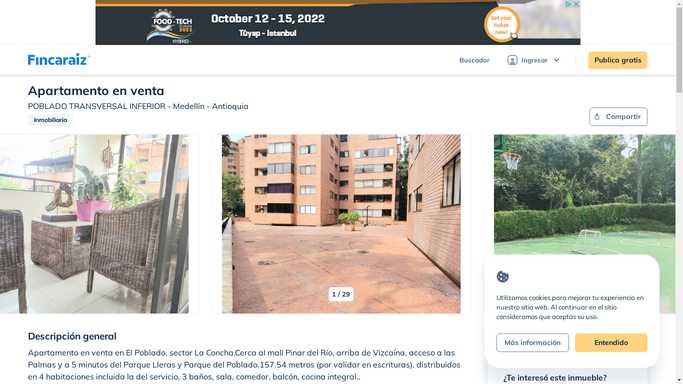 FOOD-TECH
October 12 - 15, 2022
Tüyap - Istanbul
Get your ticket now!
Fincaraiz
Buscador
Ingresar
Publica gratis
Apartamento en venta
POBLADO TRANSVERSAL INFERIOR - Medellín - Antioquia
Inmobiliaria
Compartir
1 / 29
Utilizamos cookies para mejorar tu experiencia en
nuestro sitio web. Al continuar en el sitio
consideramos que aceptas su uso.
Más información
Entendido
Descripción general
Apartamento en venta en El Poblado, sector La Concha,Cerca al mall Pinar del Río, arriba de Vizcaína, acceso a las
Palmas y a 5 minutos del Parque Lleras y Parque del Poblado.157,54 metros (por validar en escrituras), distribuidos
en 4 habitaciones incluida la del servicio, 3 baños, sala, comedor, balcón, cocina integral..
¿Te interesó este inmueble?